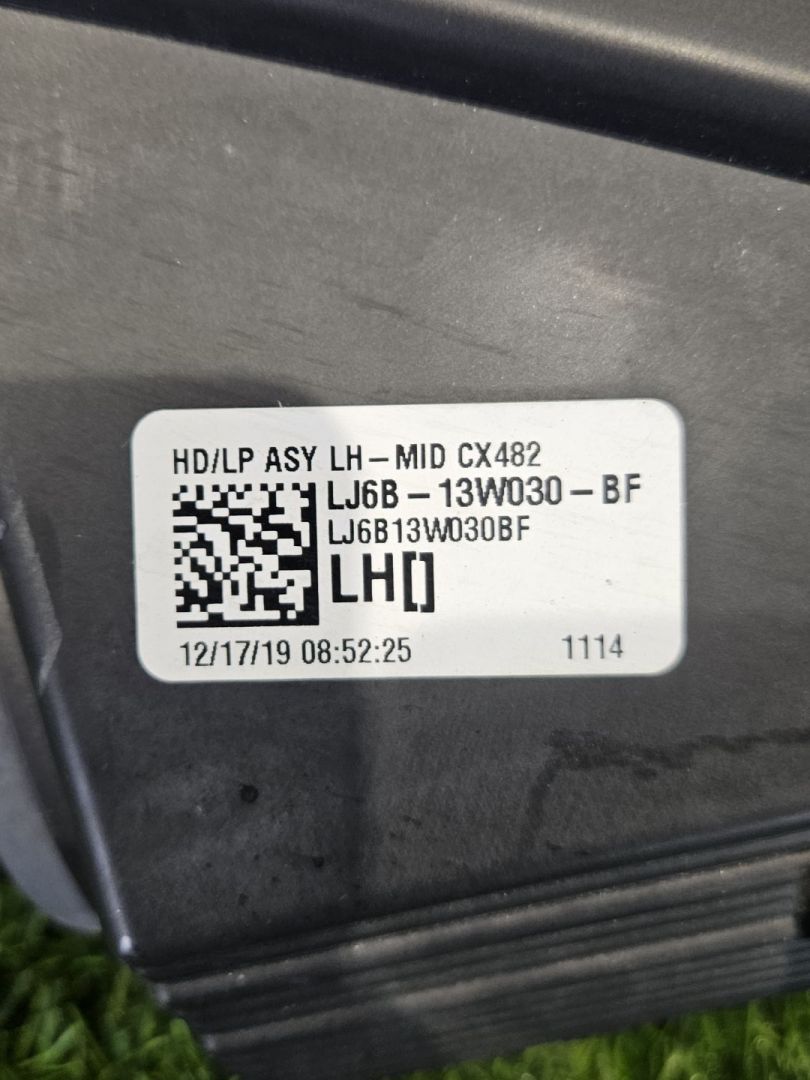 HD/LP ASY LH-MID CX482
LJ6B-13W030-BF
LJ6B13W030BF
LH[]
12/17/19 08:52:25 1114